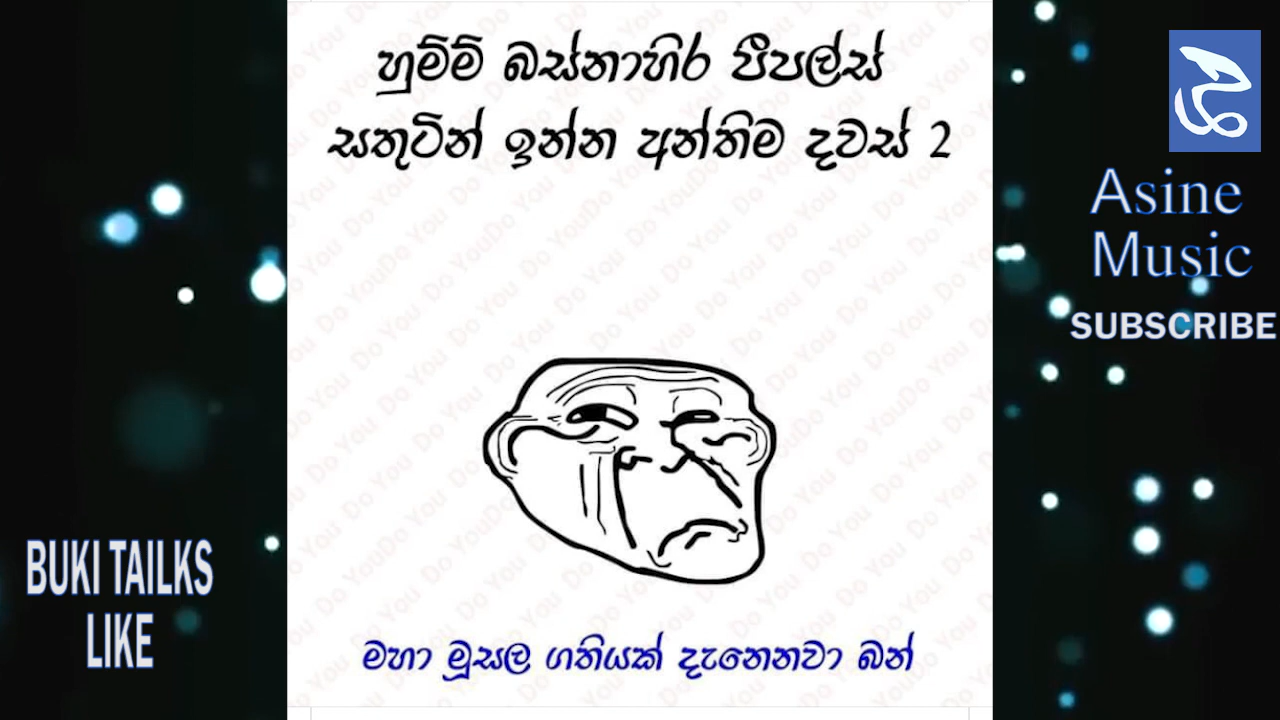 හුම්ම් බස්නාහිර පීපල්ස්
සතුටින් ඉන්න අන්තිම දවස් 2
මහා මූසල ගතියක් දැනෙනවා බන්
Asine
Music
SUBSCRIBE
BUKI TAILKS
LIKE